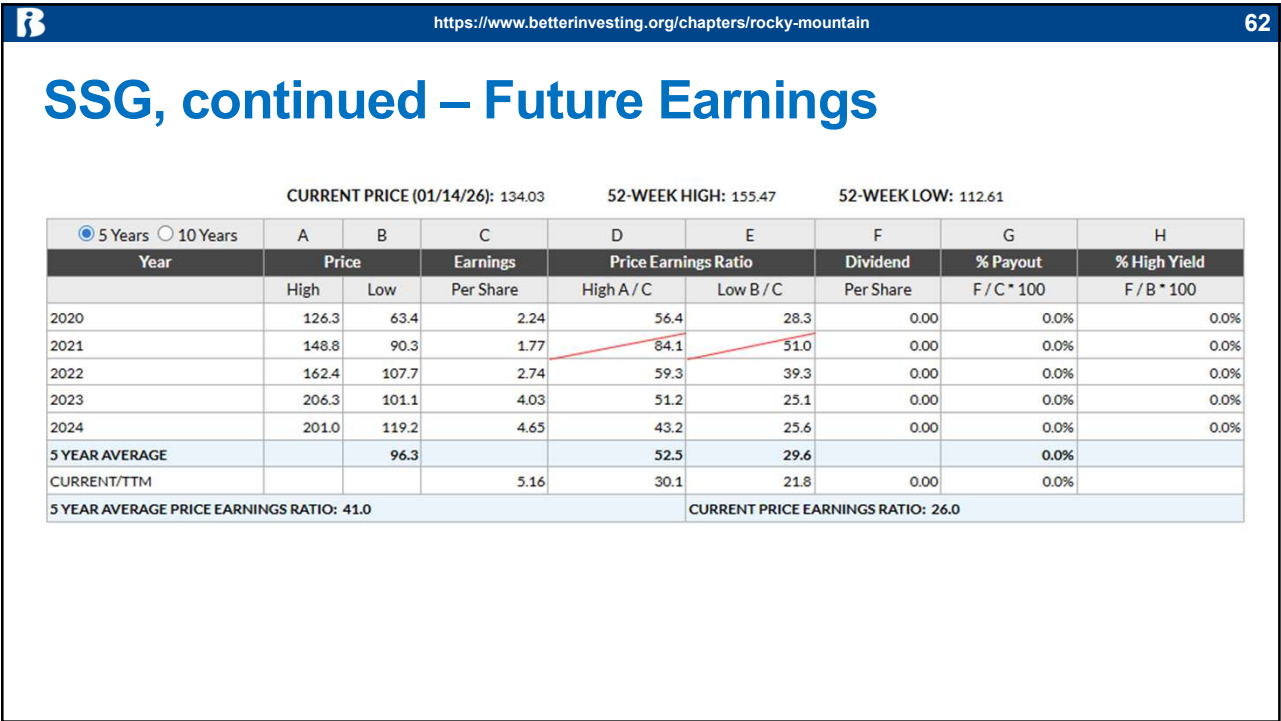 https://www.betterinvesting.org/chapters/rocky-mountain 62
SSG, continued – Future Earnings
CURRENT PRICE (01/14/26): 134.03 52-WEEK HIGH: 155.47 52-WEEK LOW: 112.61
5 Years 10 Years A B C D E F G H
Year Price Earnings Price Earnings Ratio Dividend % Payout % High Yield
High Low Per Share High A / C Low B / C Per Share F / C * 100 F / B * 100
2020 126.3 63.4 2.24 56.4 28.3 0.00 0.0% 0.0%
2021 148.8 90.3 1.77 84.1 51.0 0.00 0.0% 0.0%
2022 162.4 107.7 2.74 59.3 39.3 0.00 0.0% 0.0%
2023 206.3 101.1 4.03 51.2 25.1 0.00 0.0% 0.0%
2024 201.0 119.2 4.65 43.2 25.6 0.00 0.0% 0.0%
5 YEAR AVERAGE 96.3 52.5 29.6 0.0%
CURRENT/TTM 5.16 30.1 21.8 0.00 0.0%
5 YEAR AVERAGE PRICE EARNINGS RATIO: 41.0 CURRENT PRICE EARNINGS RATIO: 26.0